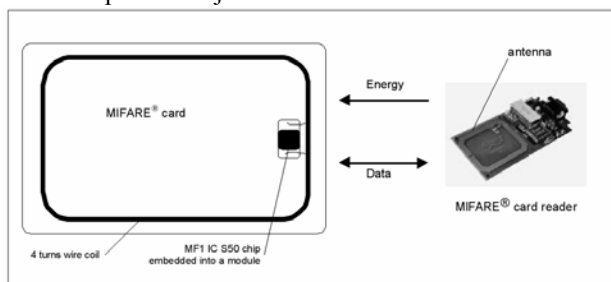 antenna
Energy
MIFARE® card
Data
MIFARE® card reader
4 turns wire coil
MF1 IC S50 chip
embedded into a module